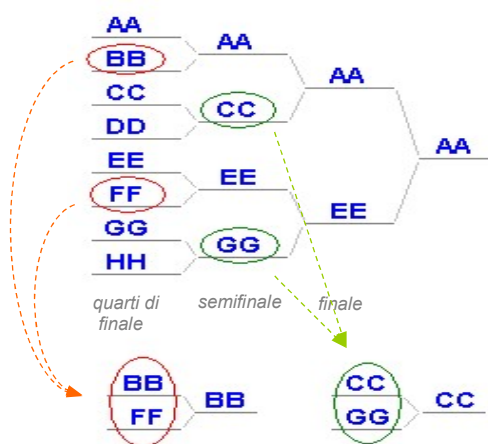 AA
BB
CC
DD
EE
FF
GG
HH
AA
CC
EE
GG
AA
EE
AA
quarti di
finale
semifinale
finale
BB
FF
BB
CC
GG
CC